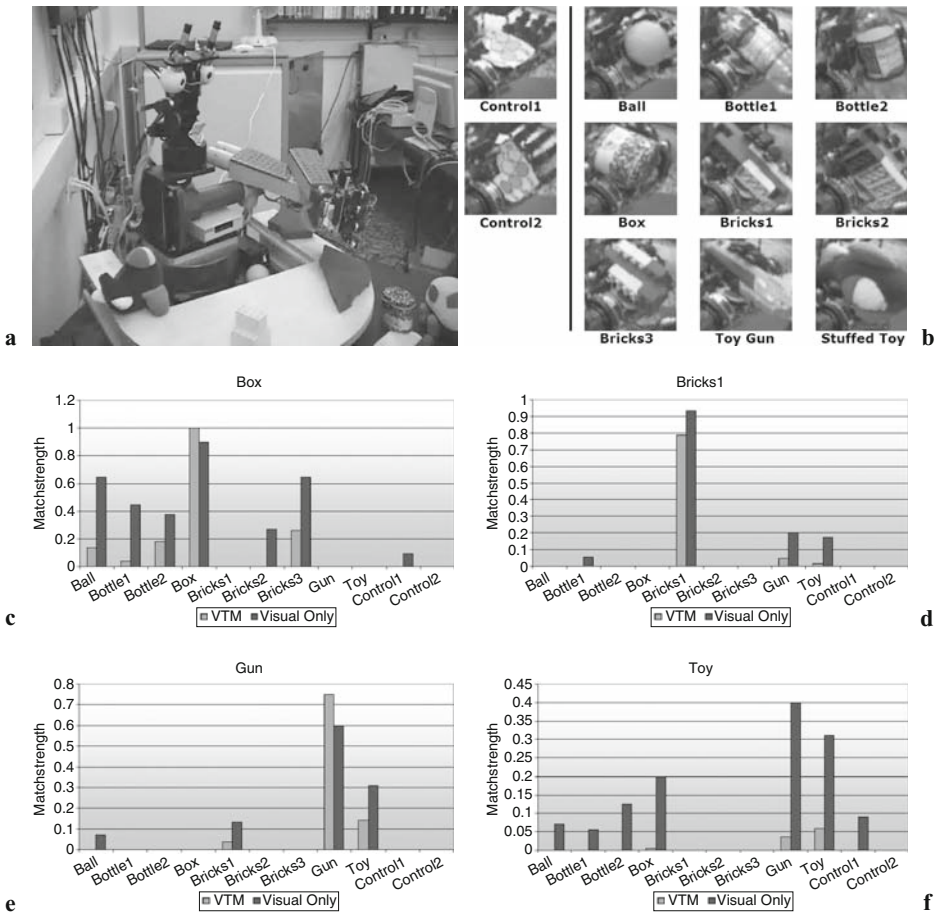 Control1
Ball
Bottle1
Bottle2
Control2
Box
Bricks1
Bricks2
Bricks3
Toy Gun
Stuffed Toy
a
b
Box
Matchstrength
1.2
1
0.8
0.6
0.4
0.2
0
Ball
Bottle1
Bottle2
Box
Bricks1
Bricks2
Bricks3
Gun
Toy
Control1
Control2
VTM Visual Only
c
Bricks1
Matchstrength
1
0.9
0.8
0.7
0.6
0.5
0.4
0.3
0.2
0.1
0
Ball
Bottle1
Bottle2
Box
Bricks1
Bricks2
Bricks3
Gun
Toy
Control1
Control2
VTM Visual Only
d
Gun
Matchstrength
0.8
0.7
0.6
0.5
0.4
0.3
0.2
0.1
0
Ball
Bottle1
Bottle2
Box
Bricks1
Bricks2
Bricks3
Gun
Toy
Control1
Control2
VTM Visual Only
e
Toy
Matchstrength
0.45
0.4
0.35
0.3
0.25
0.2
0.15
0.1
0.05
0
Ball
Bottle1
Bottle2
Box
Bricks1
Bricks2
Bricks3
Gun
Toy
Control1
Control2
VTM Visual Only
f